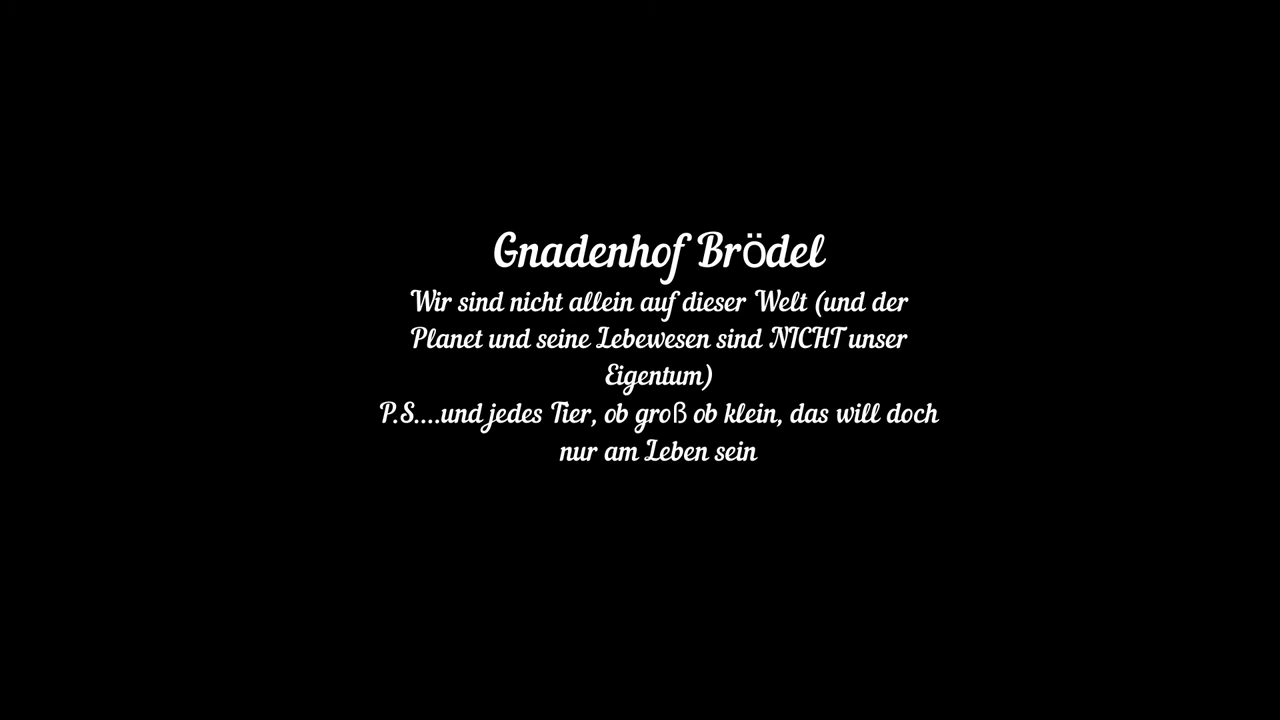 Gnadenhof Brödel
Wir sind nicht allein auf dieser Welt (und der
Planet und seine Lebewesen sind NICHT unser
Eigentum)
P.S....und jedes Tier, ob groß ob klein, das will doch
nur am Leben sein